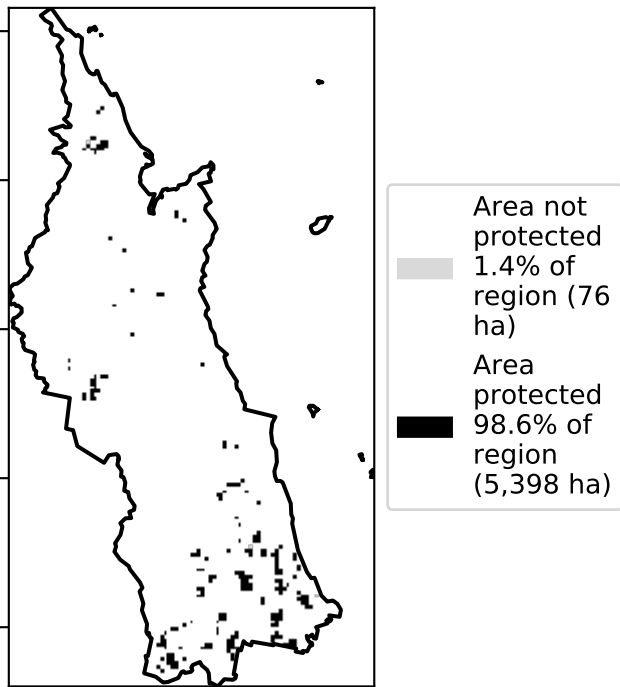 Area not
protected
1.4% of
region (76
ha)
Area
protected
98.6% of
region
(5,398 ha)